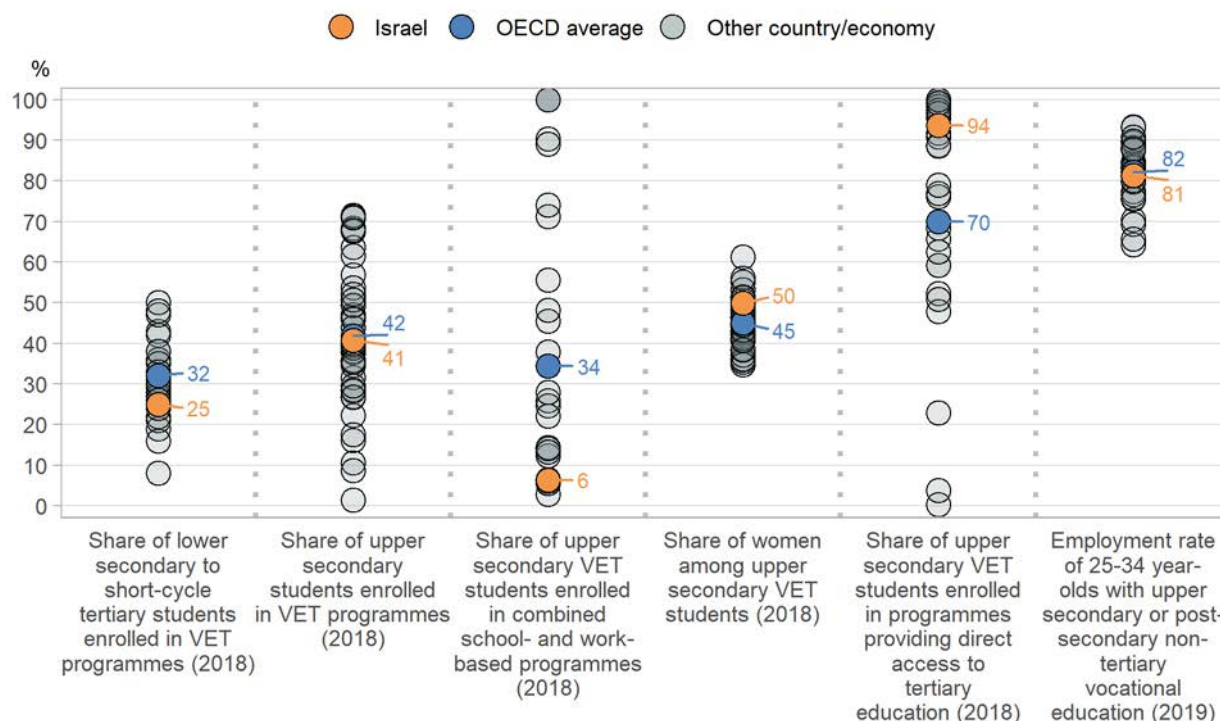 Israel OECD average Other country/economy
%
100
90
80
70
60
50
40
30
20
10
0
32
25
42
41
34
6
50
45
94
70
82
81
Share of lower
secondary to
short-cycle
tertiary students
enrolled in VET
programmes (2018)
Share of upper
secondary
students enrolled
in VET programmes
(2018)
Share of upper
secondary VET
students enrolled
in combined
school- and work-
based programmes
(2018)
Share of women
among upper
secondary VET
students (2018)
Share of upper
secondary VET
students enrolled
in programmes
providing direct
access to
tertiary
education (2018)
Employment rate
of 25-34 year-
olds with upper
secondary or post-
secondary non-
tertiary
vocational
education (2019)